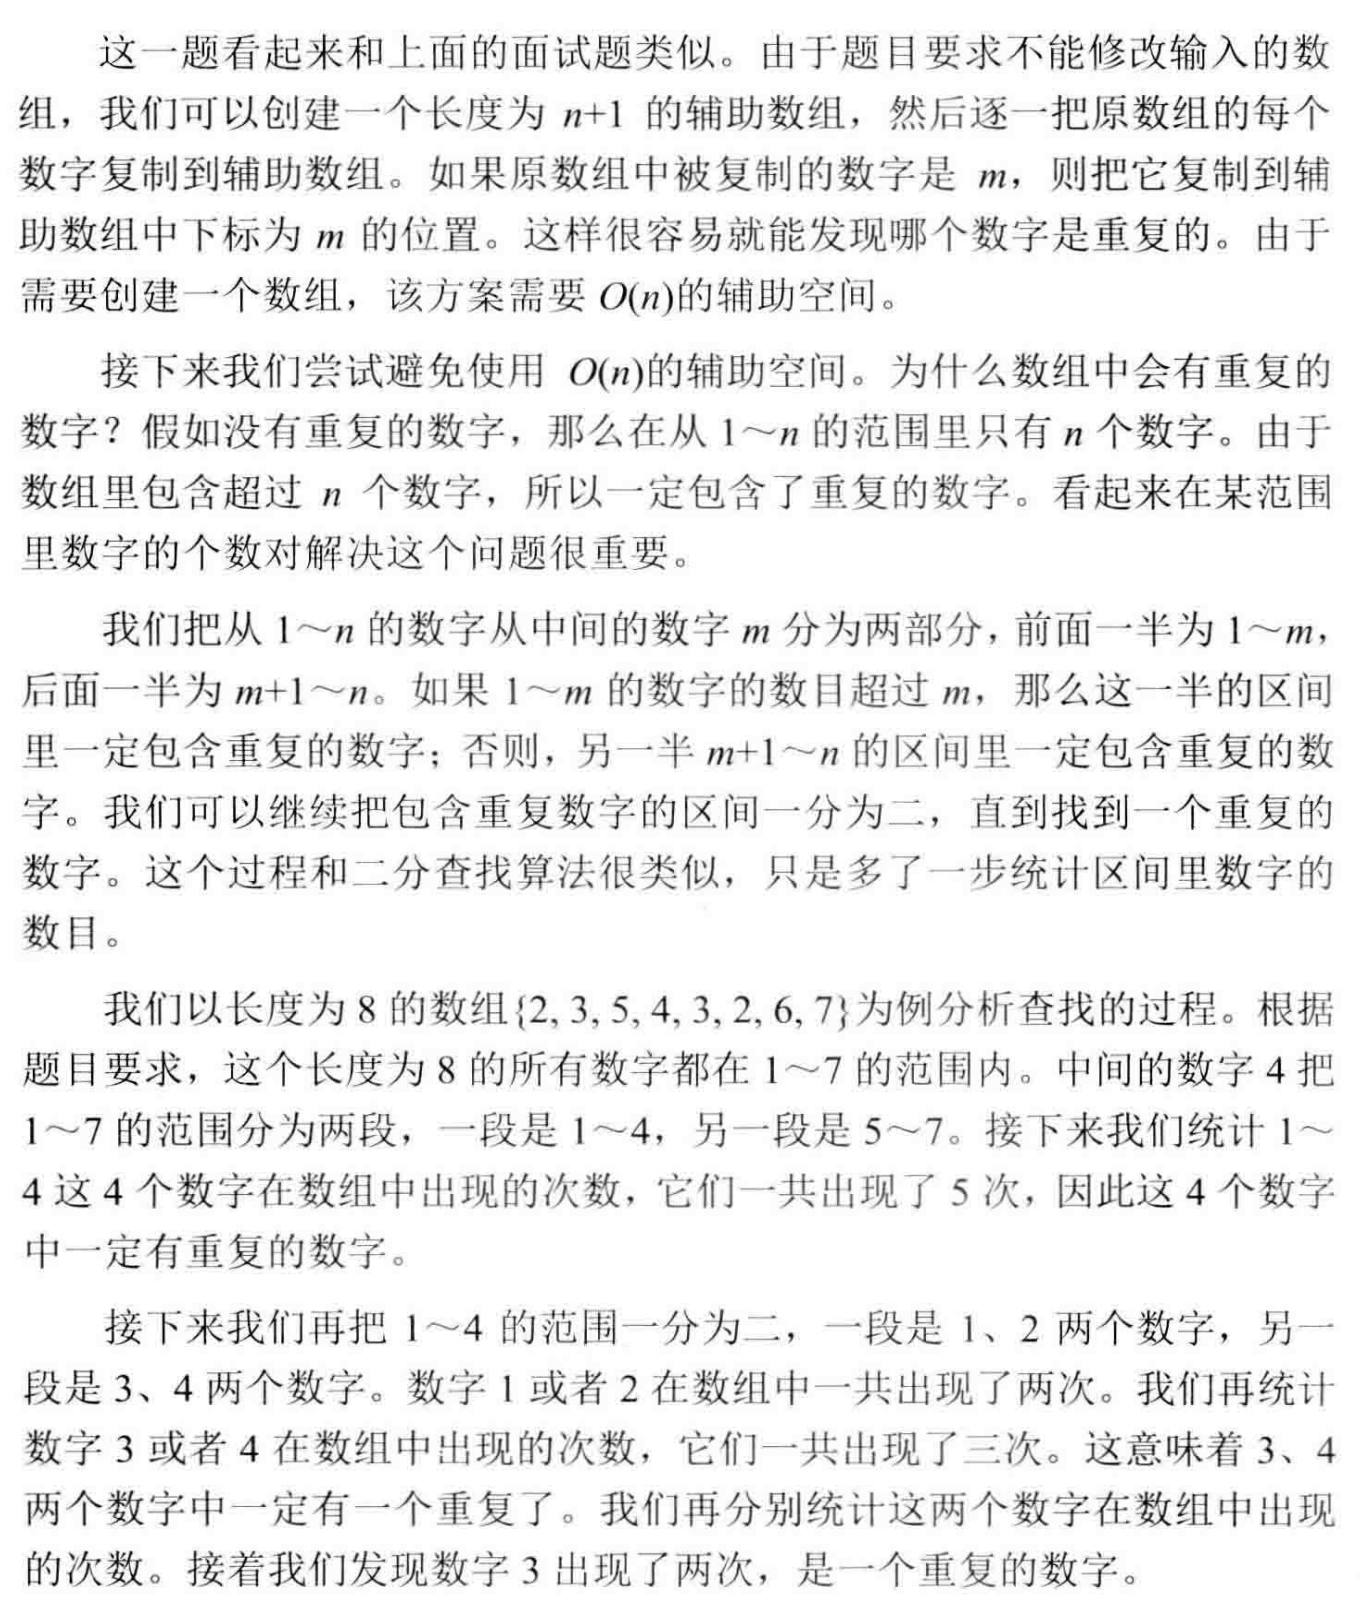 这一题看起来和上面的面试题类似。由于题目要求不能修改输入的数
组，我们可以创建一个长度为 n+1 的辅助数组，然后逐一把原数组的每个
数字复制到辅助数组。如果原数组中被复制的数字是 m，则把它复制到辅
助数组中下标为 m 的位置。这样很容易就能发现哪个数字是重复的。由于
需要创建一个数组，该方案需要 O(n)的辅助空间。
接下来我们尝试避免使用 O(n)的辅助空间。为什么数组中会有重复的
数字？假如没有重复的数字，那么在从 1～n 的范围里只有 n 个数字。由于
数组里包含超过 n 个数字，所以一定包含了重复的数字。看起来在某范围
里数字的个数对解决这个问题很重要。
我们把从 1～n 的数字从中间的数字 m 分为两部分，前面一半为 1～m，
后面一半为 m+1～n。如果 1～m 的数字的数目超过 m，那么这一半的区间
里一定包含重复的数字；否则，另一半 m+1～n 的区间里一定包含重复的数
字。我们可以继续把包含重复数字的区间一分为二，直到找到一个重复的
数字。这个过程和二分查找算法很类似，只是多了一步统计区间里数字的
数目。
我们以长度为 8 的数组{2, 3, 5, 4, 3, 2, 6, 7}为例分析查找的过程。根据
题目要求，这个长度为 8 的所有数字都在 1～7 的范围内。中间的数字 4 把
1～7 的范围分为两段，一段是 1～4，另一段是 5～7。接下来我们统计 1～
4 这 4 个数字在数组中出现的次数，它们一共出现了 5 次，因此这 4 个数字
中一定有重复的数字。
接下来我们再把 1～4 的范围一分为二，一段是 1、2 两个数字，另一
段是 3、4 两个数字。数字 1 或者 2 在数组中一共出现了两次。我们再统计
数字 3 或者 4 在数组中出现的次数，它们一共出现了三次。这意味着 3、4
两个数字中一定有一个重复了。我们再分别统计这两个数字在数组中出现
的次数。接着我们发现数字 3 出现了两次，是一个重复的数字。